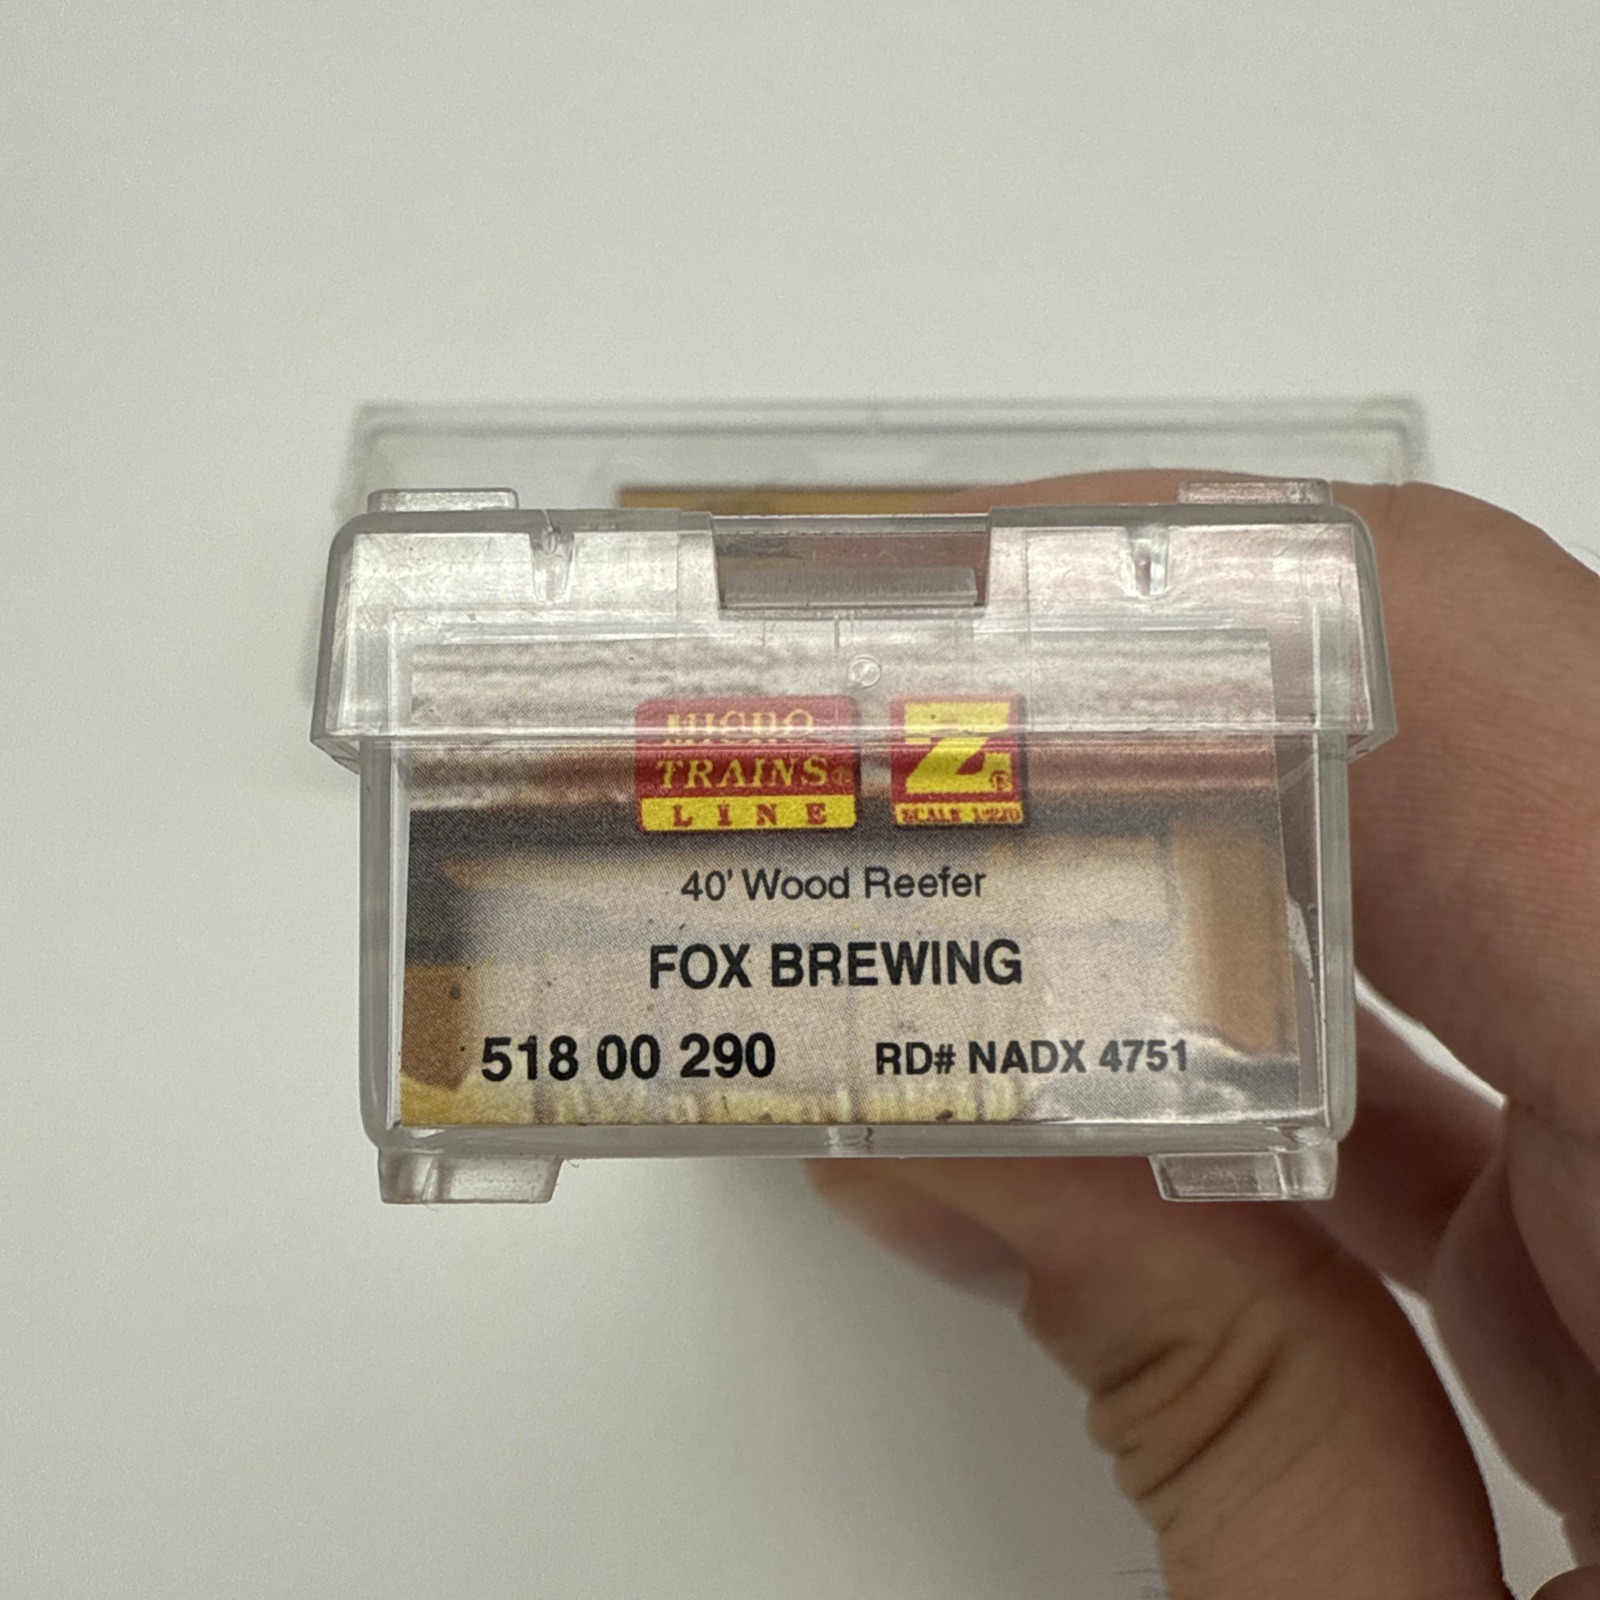 MICRO
TRAINS®
LINE
Z®
SCALE 1:220
40' Wood Reefer
FOX BREWING
518 00 290 RD# NADX 4751